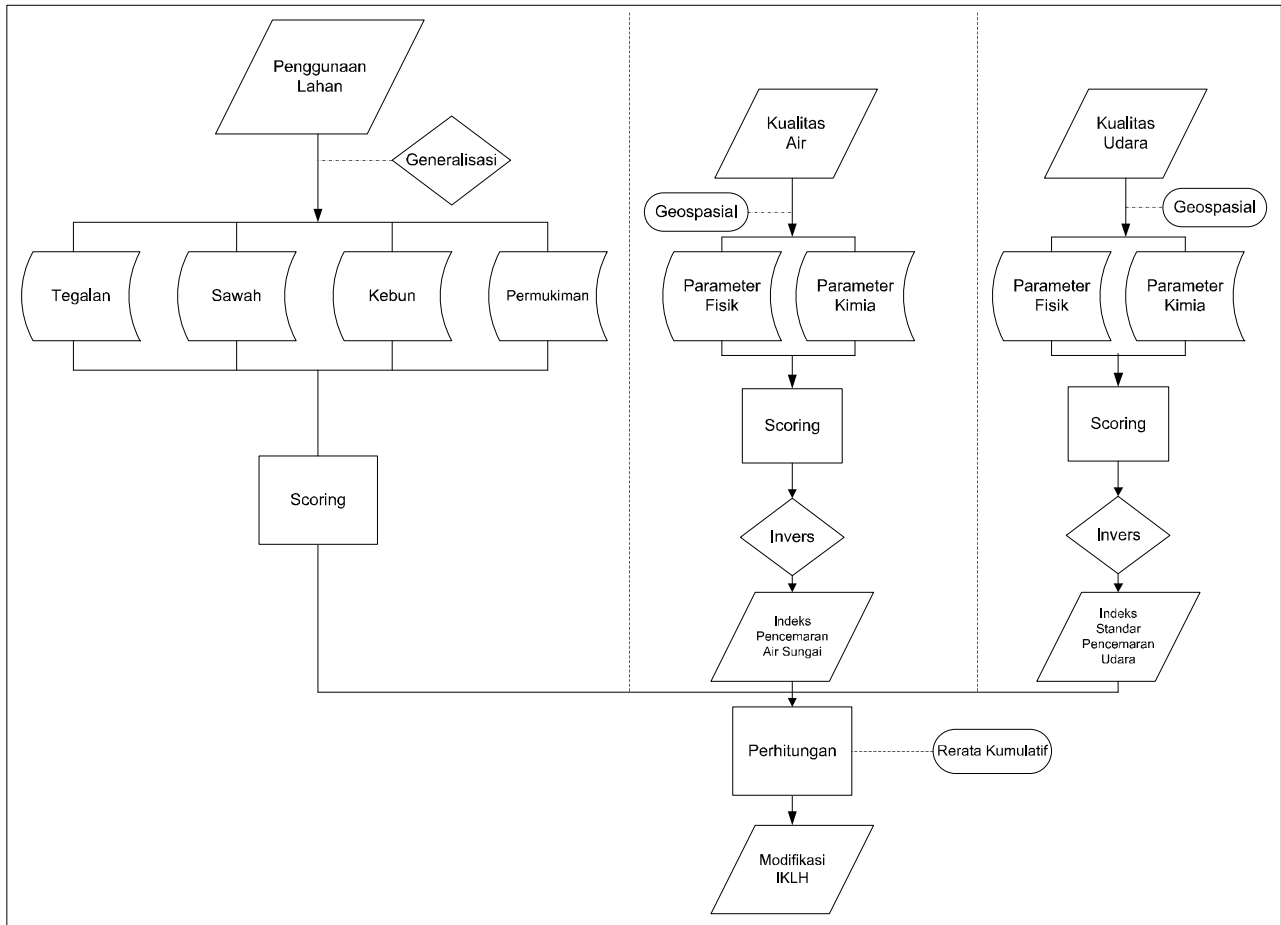 Penggunaan
Lahan
Generalisasi
Tegalan
Sawah
Kebun
Permukiman
Scoring
Kualitas
Air
Geospasial
Parameter
Fisik
Parameter
Kimia
Scoring
Invers
Indeks
Pencemaran
Air Sungai
Kualitas
Udara
Geospasial
Parameter
Fisik
Parameter
Kimia
Scoring
Invers
Indeks
Standar
Pencemaran
Udara
Perhitungan
Rerata Kumulatif
Modifikasi
IKLH